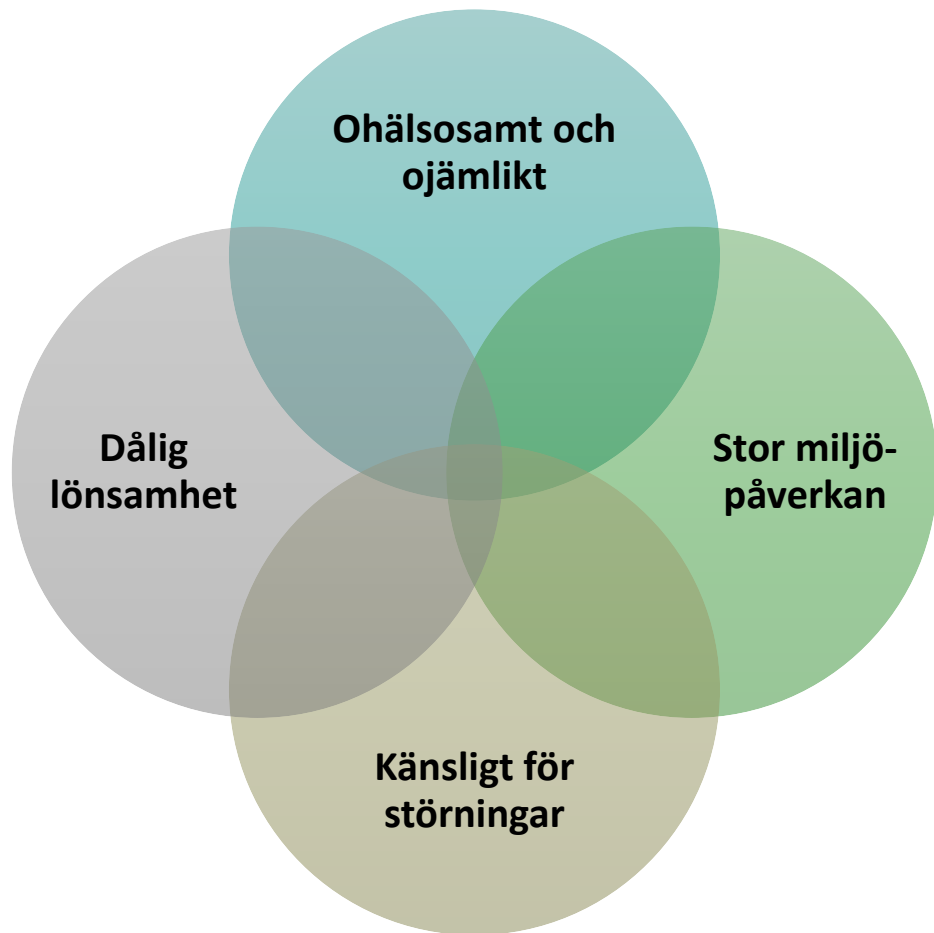 Ohälsosamt och
ojämlikt
Dålig
lönsamhet
Stor miljö-
påverkan
Känsligt för
störningar